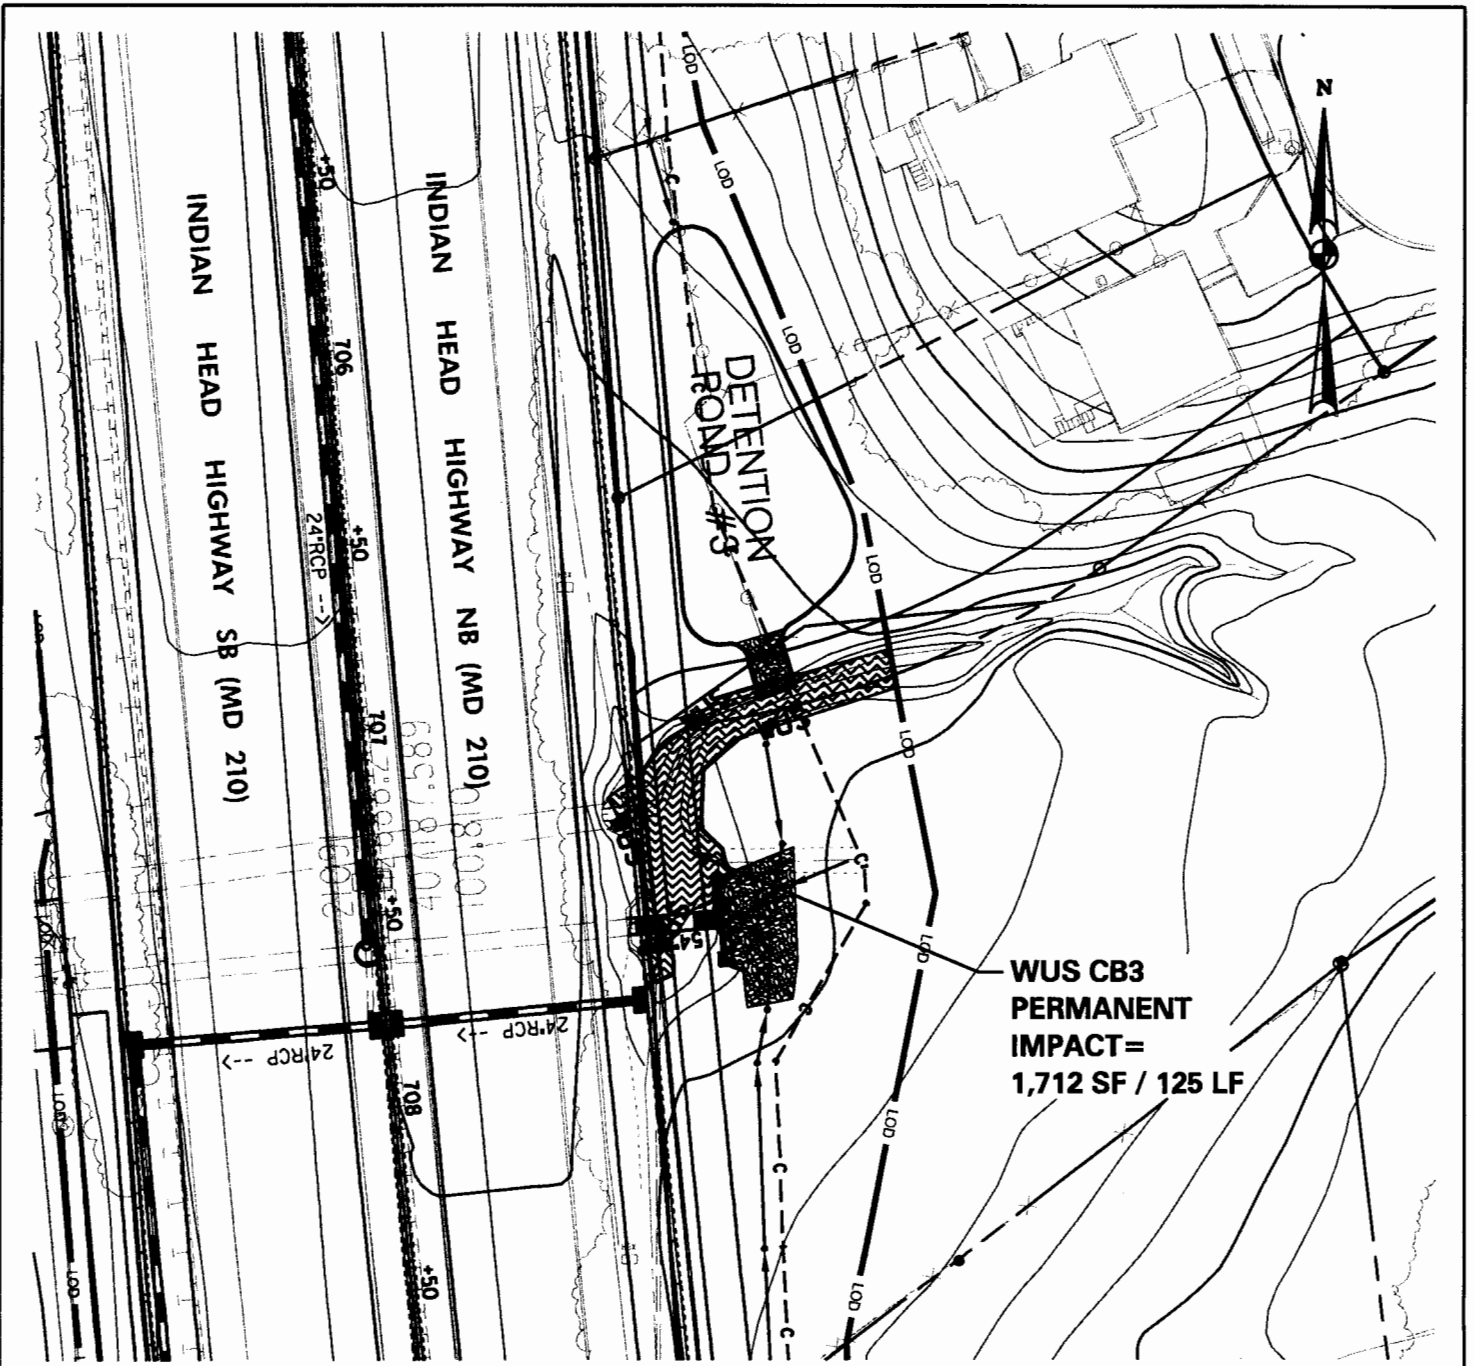 LOD
N
LOD
C
+50
INDIAN HEAD HIGHWAY SB (MD 210)
INDIAN HEAD HIGHWAY NB (MD 210)
LOD
706
C
DETENTION
POND #3
24"RCP -->
+50
LOD
707
LOD
C
+50
54"
LOD
WUS CB3
PERMANENT
IMPACT=
1,712 SF / 125 LF
C
24"RCP -->
24"RCP -->
708
LOD
LOD
C
LOD
+50
LOD
C